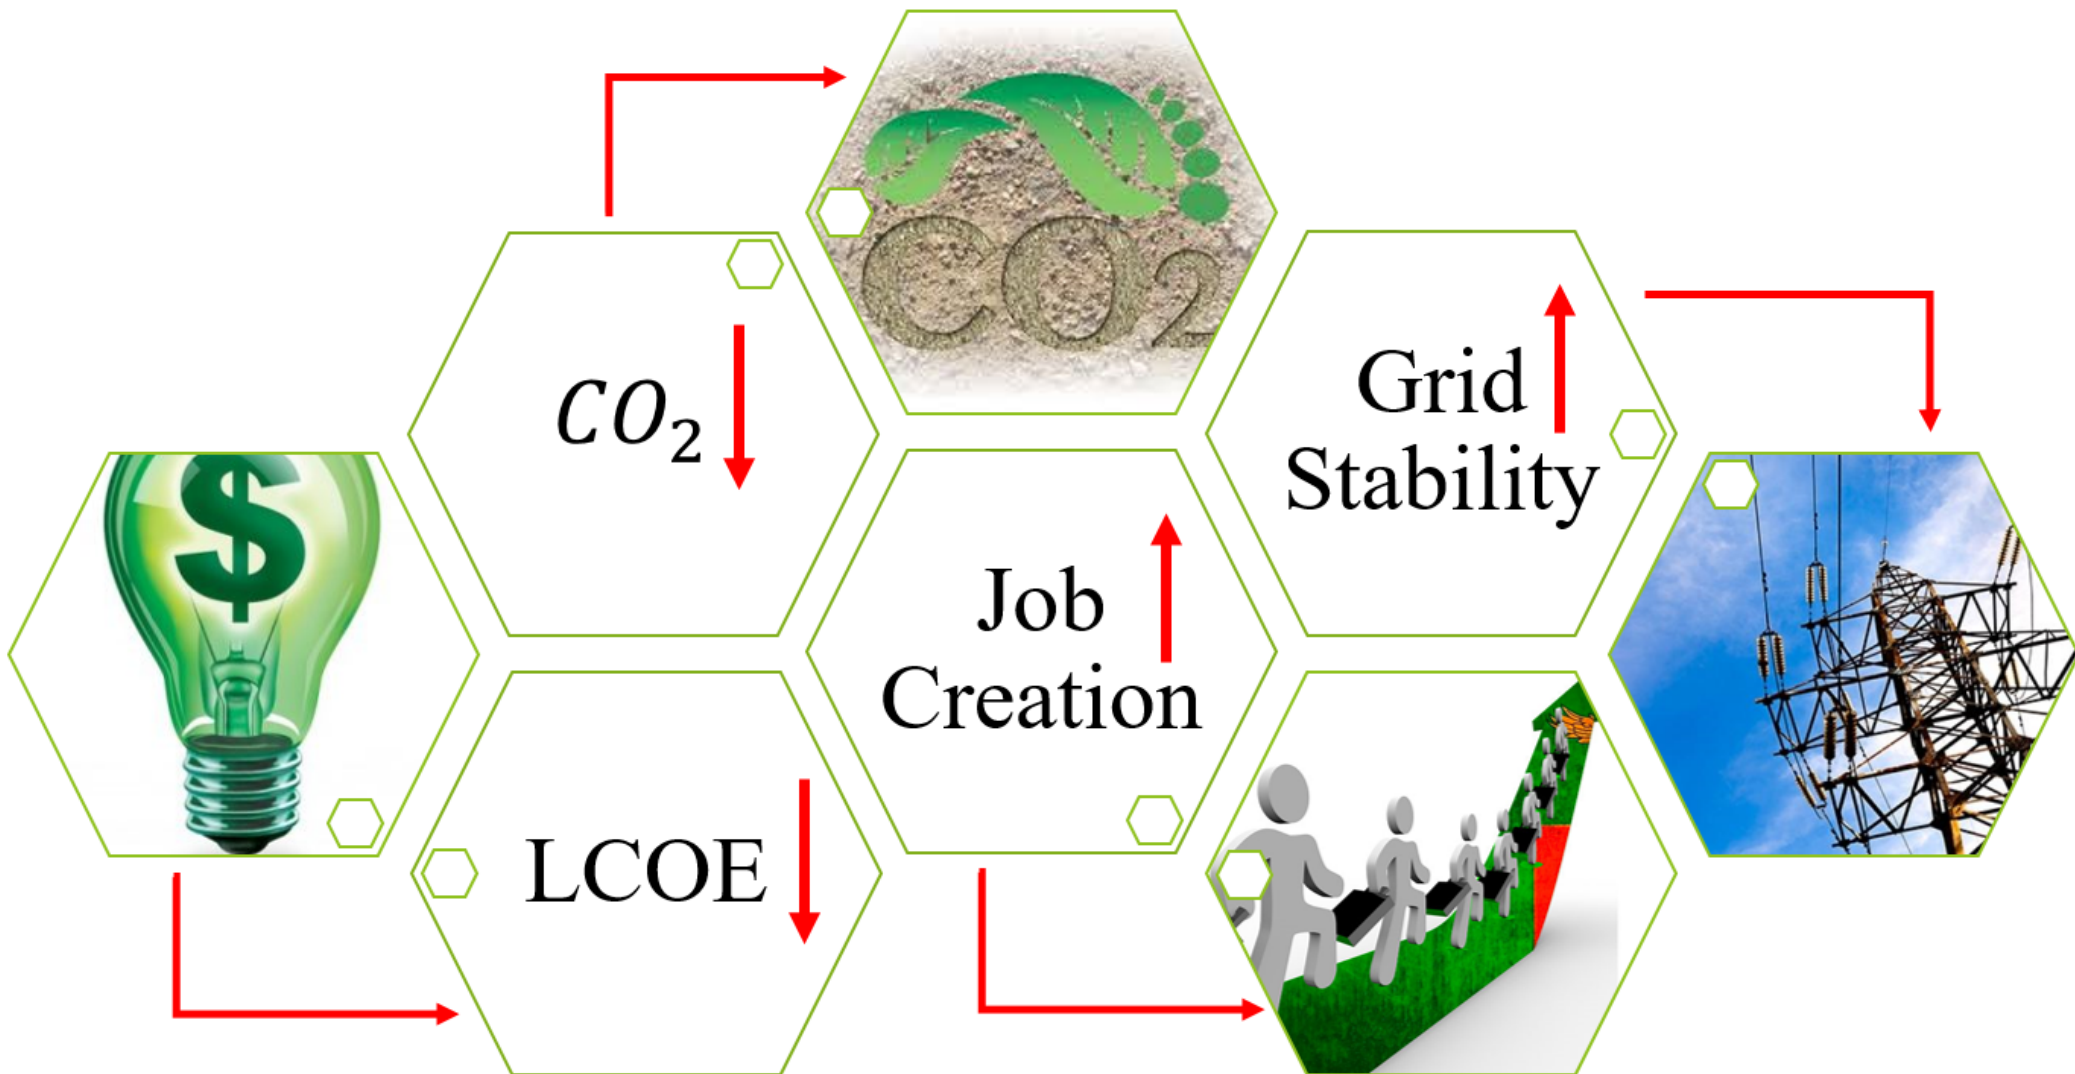 CO₂
CO₂
Grid
Stability
$
Job
Creation
LCOE